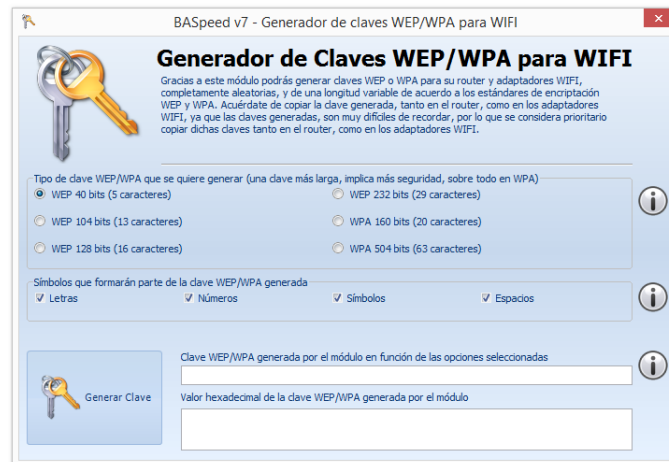 BASpeed v7 - Generador de claves WEP/WPA para WIFI
Generador de Claves WEP/WPA para WIFI
Gracias a este módulo podrás generar claves WEP o WPA para su router y adaptadores WIFI,
completamente aleatorias, y de una longitud variable de acuerdo a los estándares de encriptación
WEP y WPA. Acuérdate de copiar la clave generada, tanto en el router, como en los adaptadores
WIFI, ya que las claves generadas, son muy difíciles de recordar, por lo que se considera prioritario
copiar dichas claves tanto en el router, como en los adaptadores WIFI.
Tipo de clave WEP/WPA que se quiere generar (una clave más larga, implica más seguridad, sobre todo en WPA)
WEP 40 bits (5 caracteres)
WEP 232 bits (29 caracteres)
WEP 104 bits (13 caracteres)
WPA 160 bits (20 caracteres)
WEP 128 bits (16 caracteres)
WPA 504 bits (63 caracteres)
Símbolos que formarán parte de la clave WEP/WPA generada
Letras
Números
Símbolos
Espacios
Clave WEP/WPA generada por el módulo en función de las opciones seleccionadas
Generar Clave
Valor hexadecimal de la clave WEP/WPA generada por el módulo